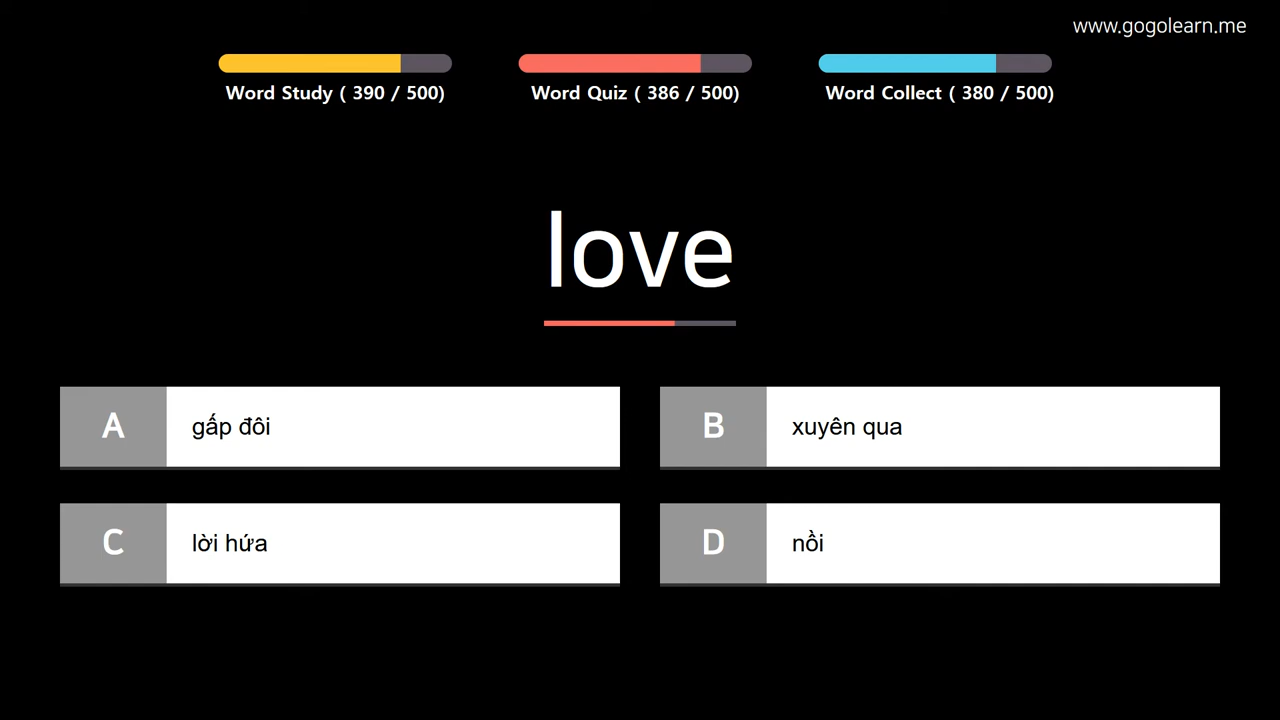 www.gogolearn.me
Word Study ( 390 / 500)
Word Quiz ( 386 / 500)
Word Collect ( 380 / 500)
love
A
gấp đôi
B
xuyên qua
C
lời hứa
D
nồi